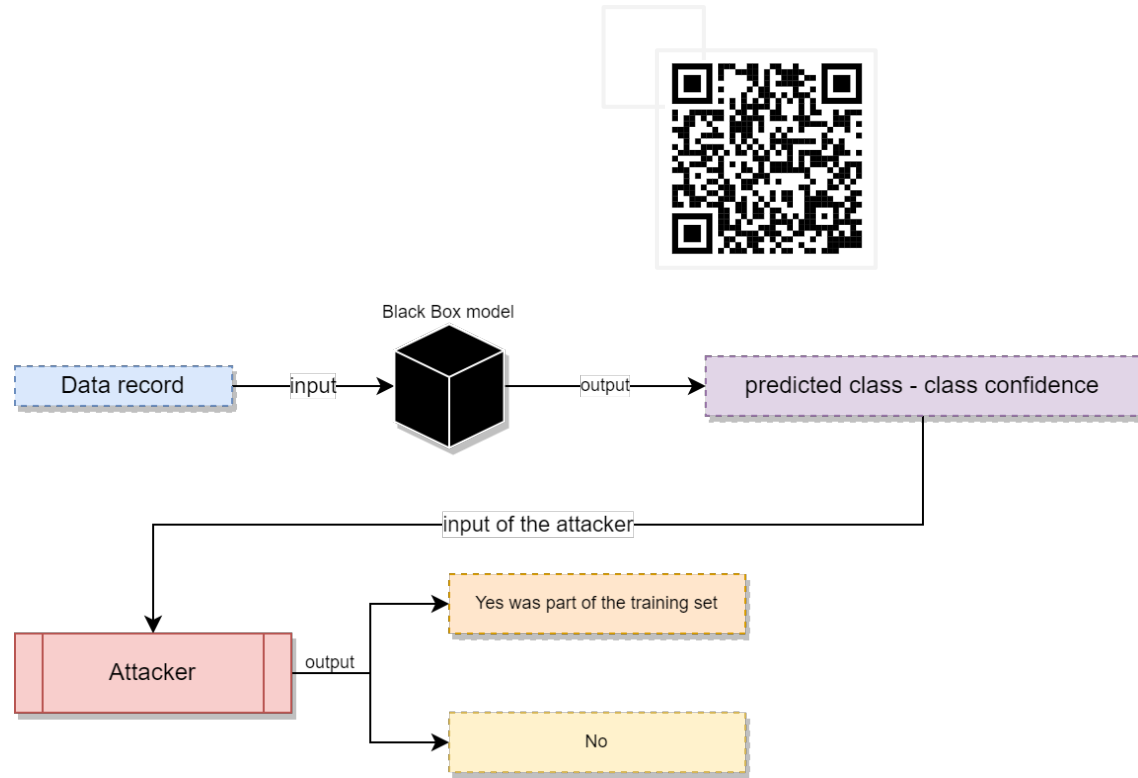 Black Box model
Data record
input
output
predicted class - class confidence
input of the attacker
Attacker
output
Yes was part of the training set
No